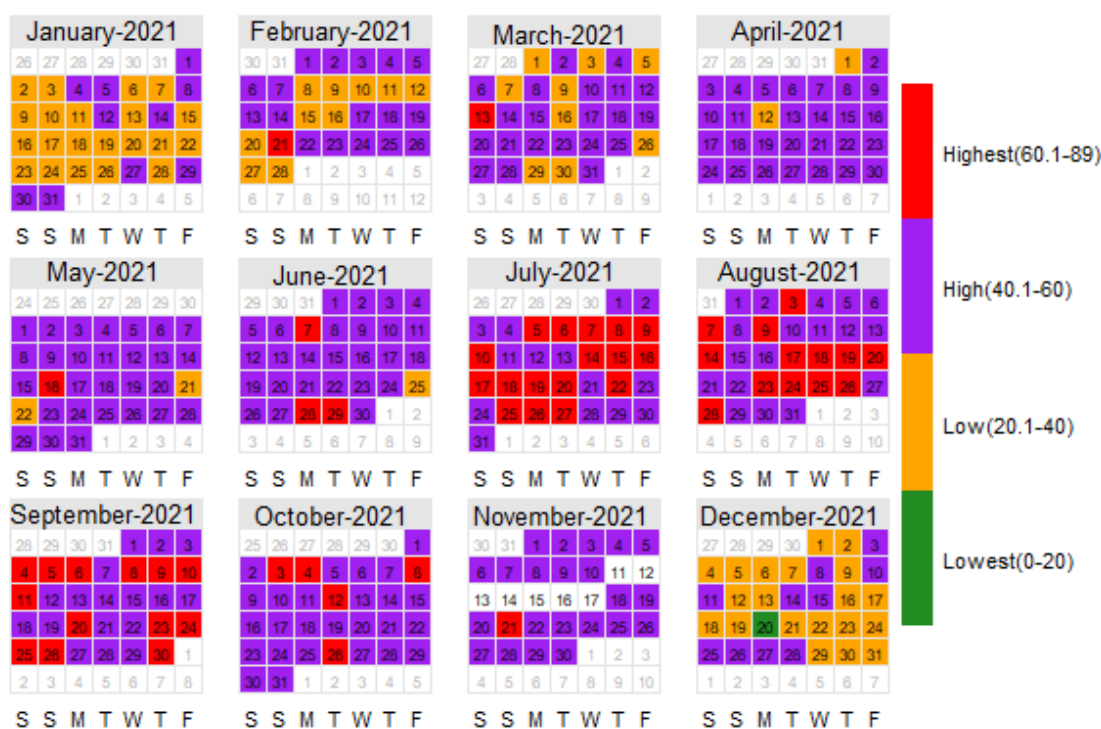 January-2021
26 27 28 29 30 31 1
2 3 4 5 6 7 8
9 10 11 12 13 14 15
16 17 18 19 20 21 22
23 24 25 26 27 28 29
30 31 1 2 3 4 5
S S M T W T F
February-2021
30 31 1 2 3 4 5
6 7 8 9 10 11 12
13 14 15 16 17 18 19
20 21 22 23 24 25 26
27 28 1 2 3 4 5
6 7 8 9 10 11 12
S S M T W T F
March-2021
27 28 1 2 3 4 5
6 7 8 9 10 11 12
13 14 15 16 17 18 19
20 21 22 23 24 25 26
27 28 29 30 31 1 2
3 4 5 6 7 8 9
S S M T W T F
April-2021
27 28 29 30 31 1 2
3 4 5 6 7 8 9
10 11 12 13 14 15 16
17 18 19 20 21 22 23
24 25 26 27 28 29 30
1 2 3 4 5 6 7
S S M T W T F
May-2021
24 25 26 27 28 29 30
1 2 3 4 5 6 7
8 9 10 11 12 13 14
15 16 17 18 19 20 21
22 23 24 25 26 27 28
29 30 31 1 2 3 4
S S M T W T F
June-2021
29 30 31 1 2 3 4
5 6 7 8 9 10 11
12 13 14 15 16 17 18
19 20 21 22 23 24 25
26 27 28 29 30 1 2
3 4 5 6 7 8 9
S S M T W T F
July-2021
26 27 28 29 30 1 2
3 4 5 6 7 8 9
10 11 12 13 14 15 16
17 18 19 20 21 22 23
24 25 26 27 28 29 30
31 1 2 3 4 5 6
S S M T W T F
August-2021
31 1 2 3 4 5 6
7 8 9 10 11 12 13
14 15 16 17 18 19 20
21 22 23 24 25 26 27
28 29 30 31 1 2 3
4 5 6 7 8 9 10
S S M T W T F
September-2021
28 29 30 31 1 2 3
4 5 6 7 8 9 10
11 12 13 14 15 16 17
18 19 20 21 22 23 24
25 26 27 28 29 30 1
2 3 4 5 6 7 8
S S M T W T F
October-2021
25 26 27 28 29 30 1
2 3 4 5 6 7 8
9 10 11 12 13 14 15
16 17 18 19 20 21 22
23 24 25 26 27 28 29
30 31 1 2 3 4 5
S S M T W T F
November-2021
30 31 1 2 3 4 5
6 7 8 9 10 11 12
13 14 15 16 17 18 19
20 21 22 23 24 25 26
27 28 29 30 1 2 3
4 5 6 7 8 9 10
S S M T W T F
December-2021
27 28 29 30 1 2 3
4 5 6 7 8 9 10
11 12 13 14 15 16 17
18 19 20 21 22 23 24
25 26 27 28 29 30 31
1 2 3 4 5 6 7
S S M T W T F
Highest(60.1-89)
High(40.1-60)
Low(20.1-40)
Lowest(0-20)